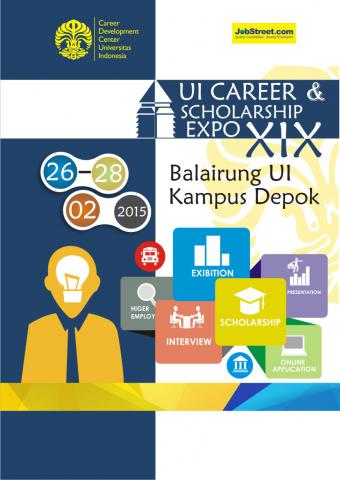 Career
Development
Center
Universitas
Indonesia
JobStreet.com
UI CAREER &
SCHOLARSHIP
EXPO XIX
Balairung UI
Kampus Depok
26-28
02 2015
EXIBITION
PRESENTATION
HIGER
EMPLOY
SCHOLARSHIP
INTERVIEW
ONLINE
APPLICATION